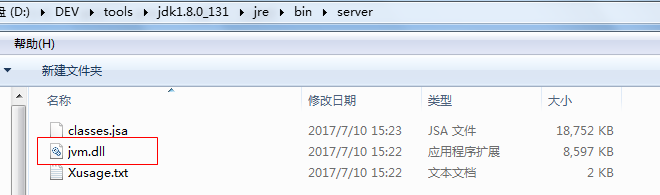 盘 (D:) ▸ DEV ▸ tools ▸ jdk1.8.0_131 ▸ jre ▸ bin ▸ server
帮助(H)
新建文件夹
名称 修改日期 类型 大小
classes.jsa 2017/7/10 15:23 JSA 文件 18,752 KB
jvm.dll 2017/7/10 15:22 应用程序扩展 8,597 KB
Xusage.txt 2017/7/10 15:22 文本文档 2 KB